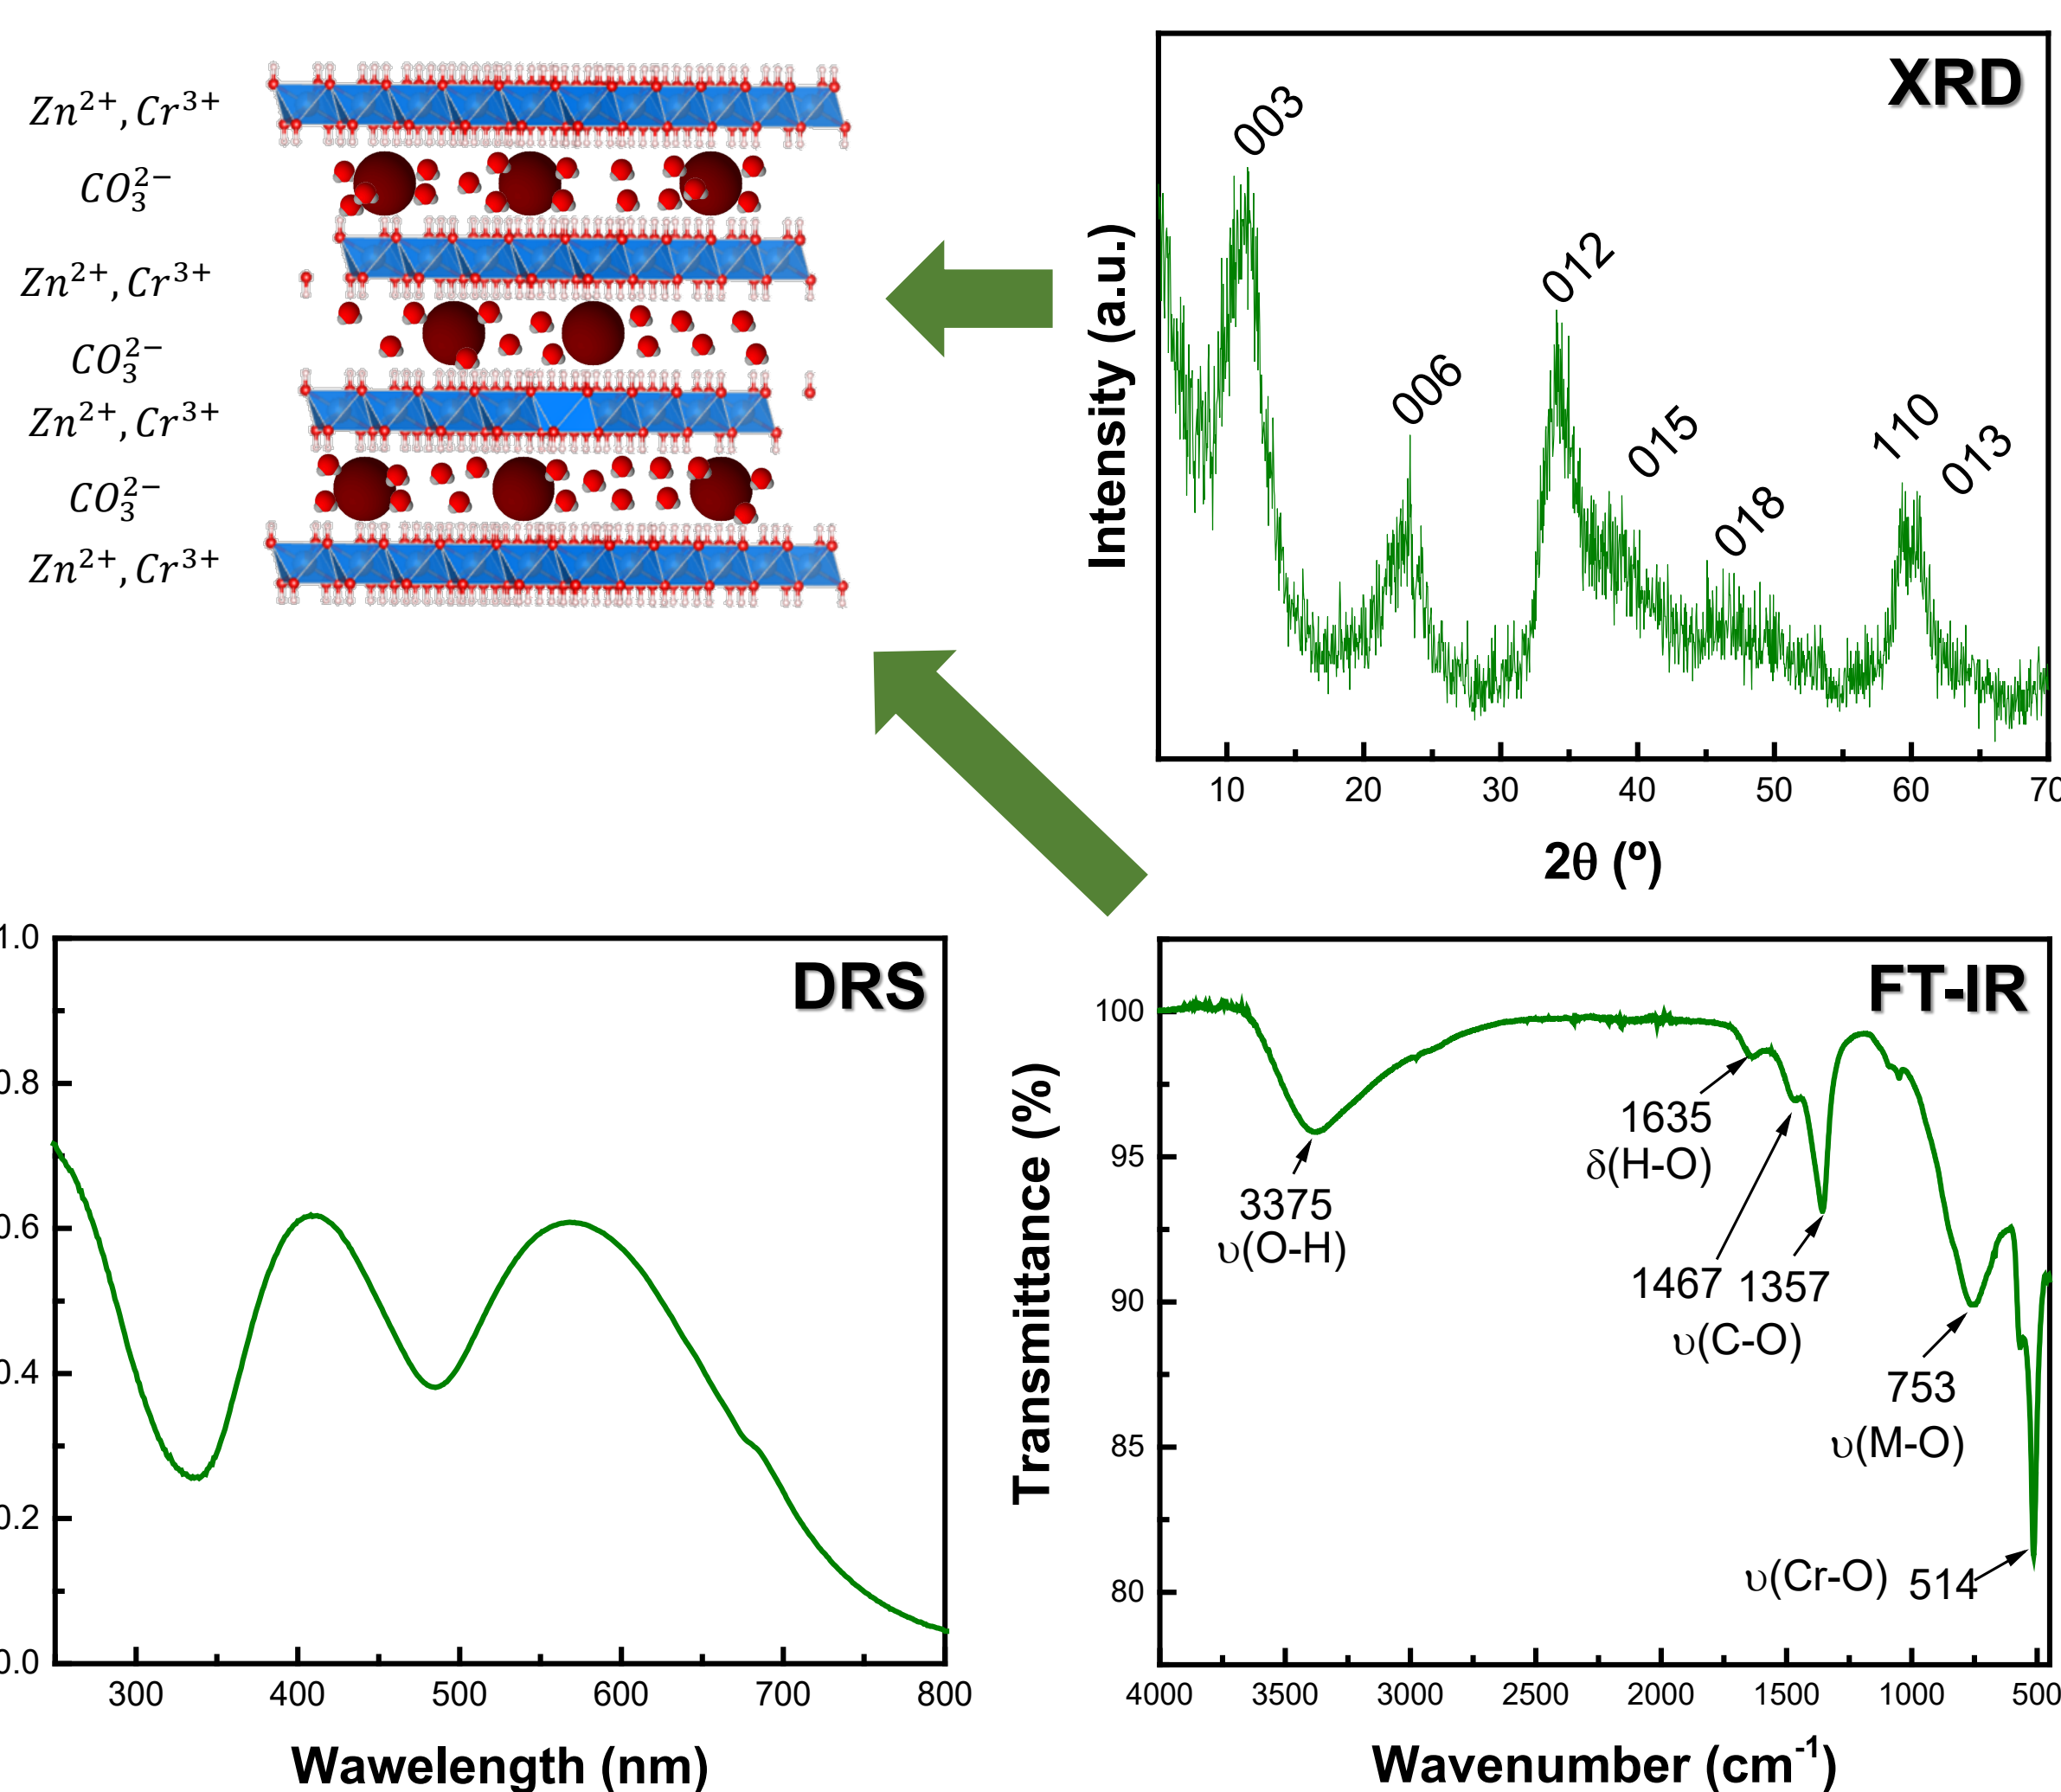 Zn²⁺, Cr³⁺
CO₃²⁻
Zn²⁺, Cr³⁺
CO₃²⁻
Zn²⁺, Cr³⁺
CO₃²⁻
Zn²⁺, Cr³⁺
XRD
003
012
006
015
018
110
013
Intensity (a.u.)
10 20 30 40 50 60 70
2θ (º)
DRS
1.0
0.8
0.6
0.4
0.2
0.0
300 400 500 600 700 800
Wawelength (nm)
FT-IR
Transmittance (%)
100
95
90
85
80
3375
υ(O-H)
1635
δ(H-O)
1467 1357
υ(C-O)
753
υ(M-O)
υ(Cr-O) 514
4000 3500 3000 2500 2000 1500 1000 500
Wavenumber (cm⁻¹)